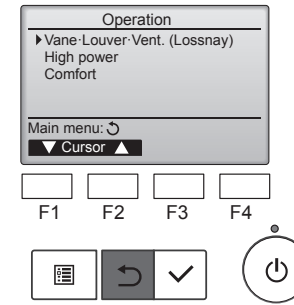 Operation
Vane·Louver·Vent. (Lossnay)
High power
Comfort
Main menu:
▼ Cursor ▲
F1 F2 F3 F4